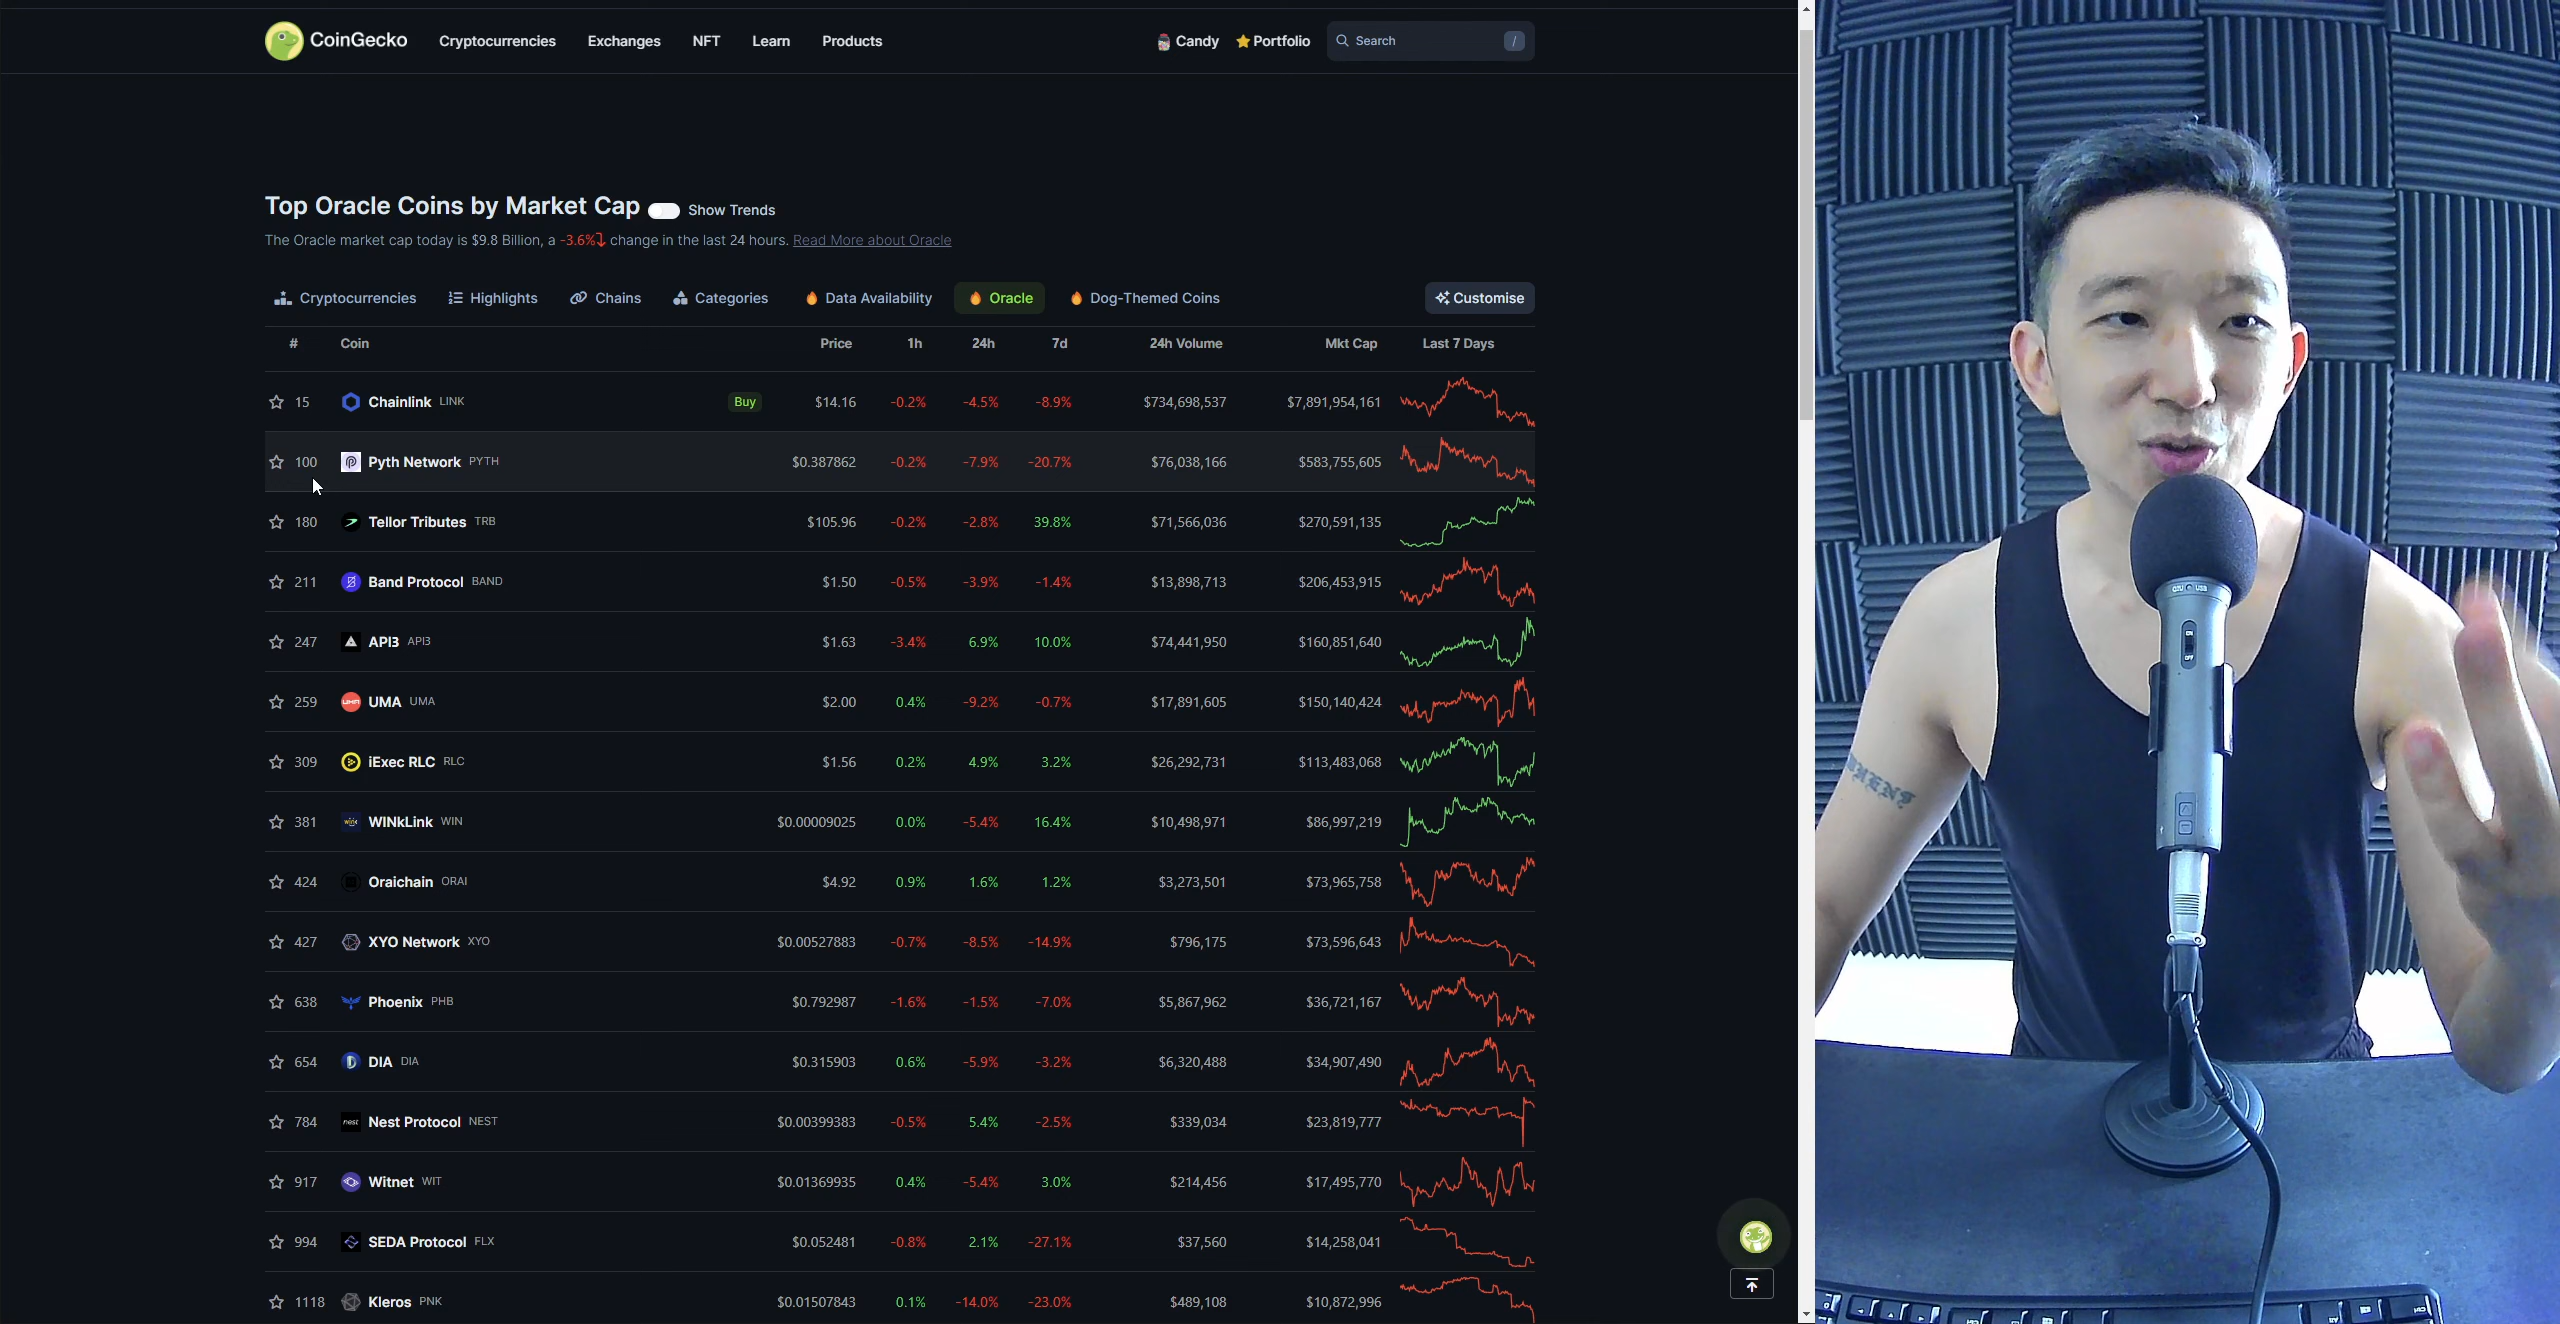 CoinGecko Cryptocurrencies Exchanges NFT Learn Products Candy Portfolio Search /
Top Oracle Coins by Market Cap Show Trends
The Oracle market cap today is $9.8 Billion, a -3.6% change in the last 24 hours. Read More about Oracle
Cryptocurrencies Highlights Chains Categories Data Availability Oracle Dog-Themed Coins Customise
# Coin Price 1h 24h 7d 24h Volume Mkt Cap Last 7 Days
15 Chainlink LINK Buy $14.16 -0.2% -4.5% -8.9% $734,698,537 $7,891,954,161
100 Pyth Network PYTH $0.387862 -0.2% -7.9% -20.7% $76,038,166 $583,755,605
180 Tellor Tributes TRB $105.96 -0.2% -2.8% 39.8% $71,566,036 $270,591,135
211 Band Protocol BAND $1.50 -0.5% -3.9% -1.4% $13,898,713 $206,453,915
247 API3 API3 $1.63 -3.4% 6.9% 10.0% $74,441,950 $160,851,640
259 UMA UMA $2.00 0.4% -9.2% -0.7% $17,891,605 $150,140,424
309 iExec RLC RLC $1.56 0.2% 4.9% 3.2% $26,292,731 $113,483,068
381 WINkLink WIN $0.00009025 0.0% -5.4% 16.4% $10,498,971 $86,997,219
424 Oraichain ORAI $4.92 0.9% 1.6% 1.2% $3,273,501 $73,965,758
427 XYO Network XYO $0.00527883 -0.7% -8.5% -14.9% $796,175 $73,596,643
638 Phoenix PHB $0.792987 -1.6% -1.5% -7.0% $5,867,962 $36,721,167
654 DIA DIA $0.315903 0.6% -5.9% -3.2% $6,320,488 $34,907,490
784 Nest Protocol NEST $0.00399383 -0.5% 5.4% -2.5% $339,034 $23,819,777
917 Witnet WIT $0.01369935 0.4% -5.4% 3.0% $214,456 $17,495,770
994 SEDA Protocol FLX $0.052481 -0.8% 2.1% -27.1% $37,560 $14,258,041
1118 Kleros PNK $0.01507843 0.1% -14.0% -23.0% $489,108 $10,872,996